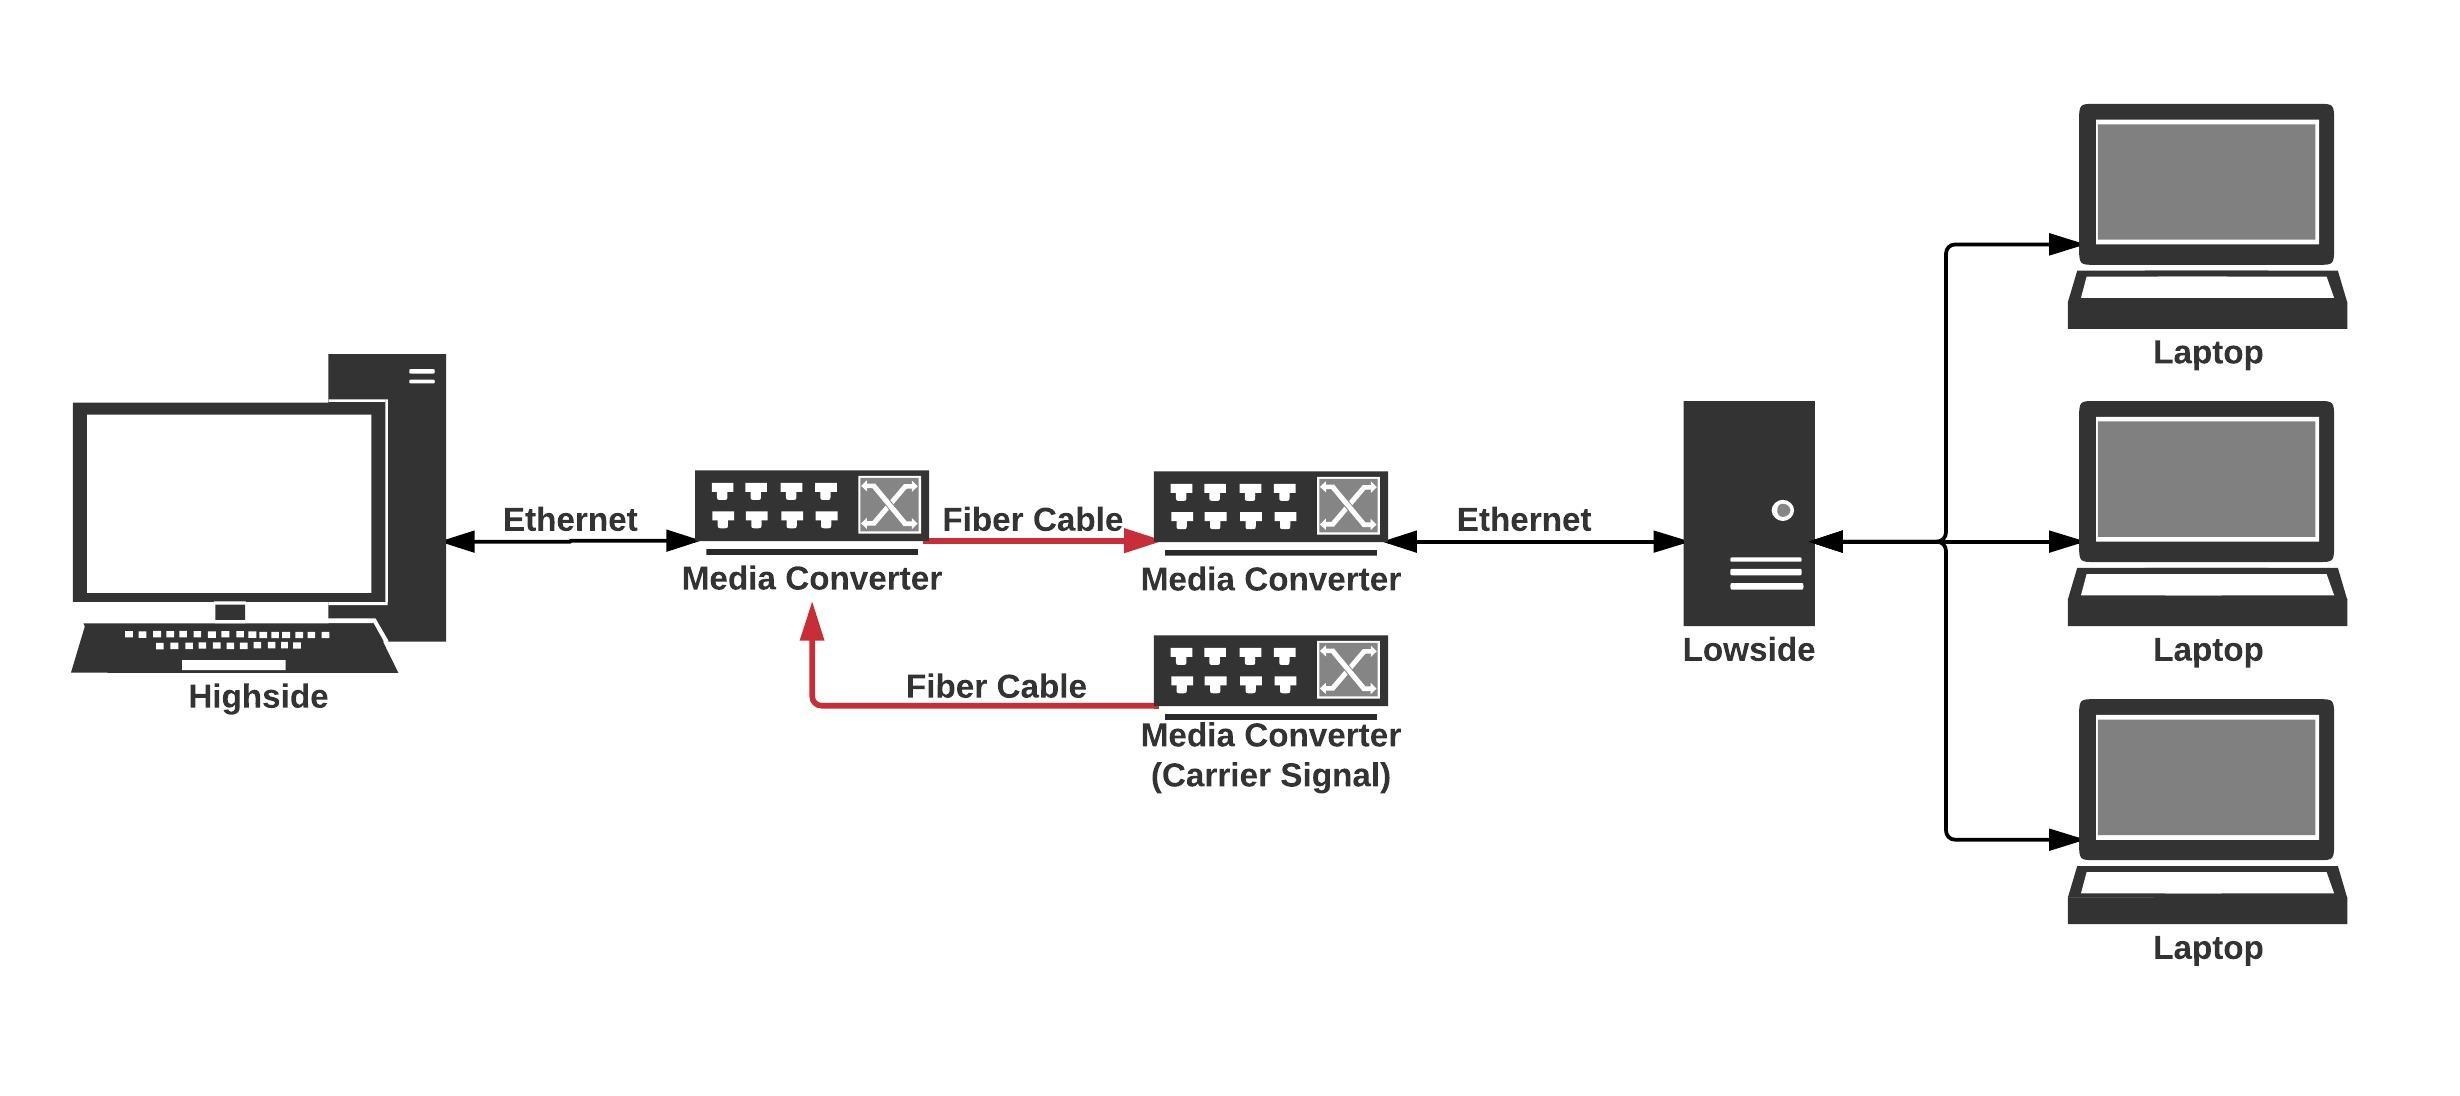 Laptop
Ethernet
Fiber Cable
Ethernet
Media Converter
Media Converter
Highside
Fiber Cable
Lowside
Laptop
Media Converter
(Carrier Signal)
Laptop